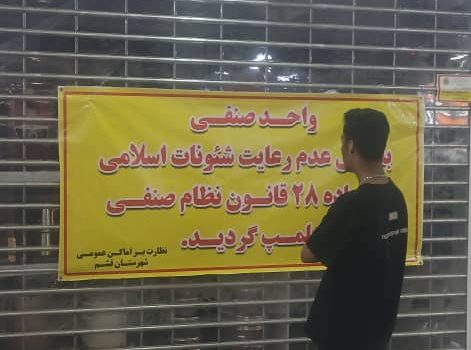 واحد صنفی
عدم رعایت شئونات اسلامی
۲۸ قانون نظام صنفی
گردید.
نظارت بر اماکن عمومی
شهرستان قشم